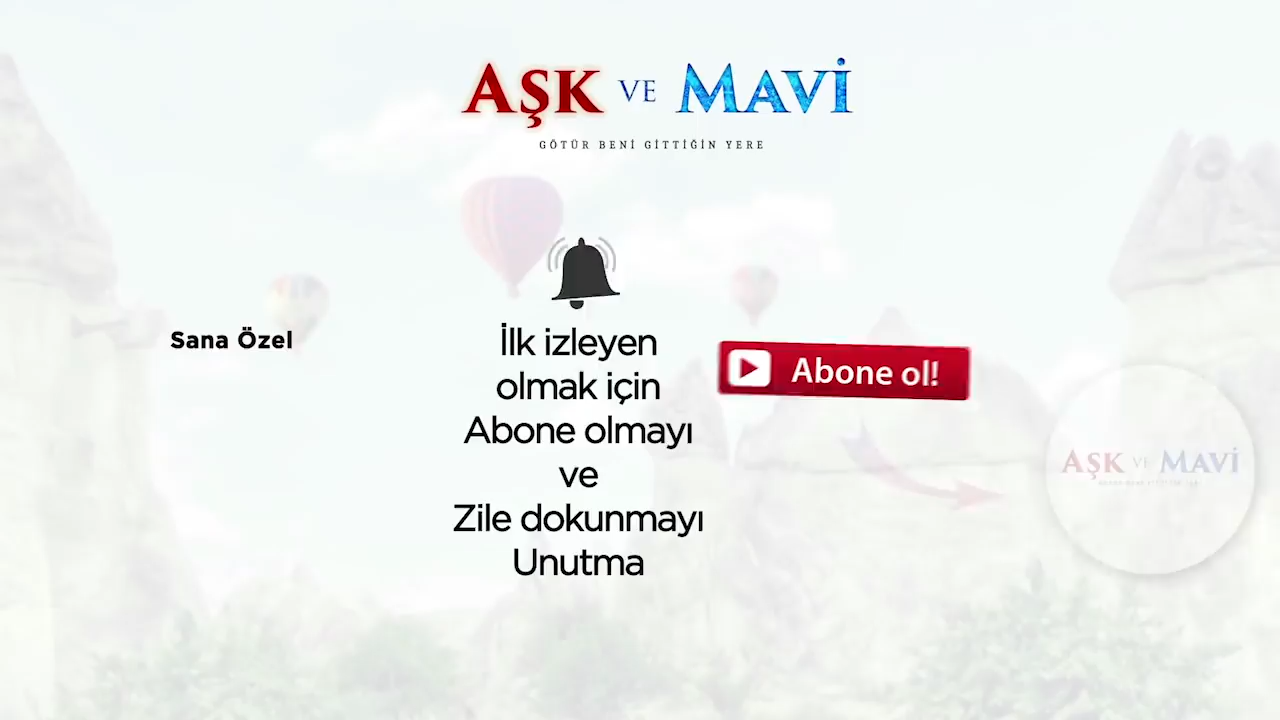 AŞK VE MAVİ
GÖTÜR BENİ GİTTİĞİN YERE
Sana Özel
İlk izleyen
olmak için
Abone olmayı
ve
Zile dokunmayı
Unutma
Abone ol!
AŞK VE MAVİ